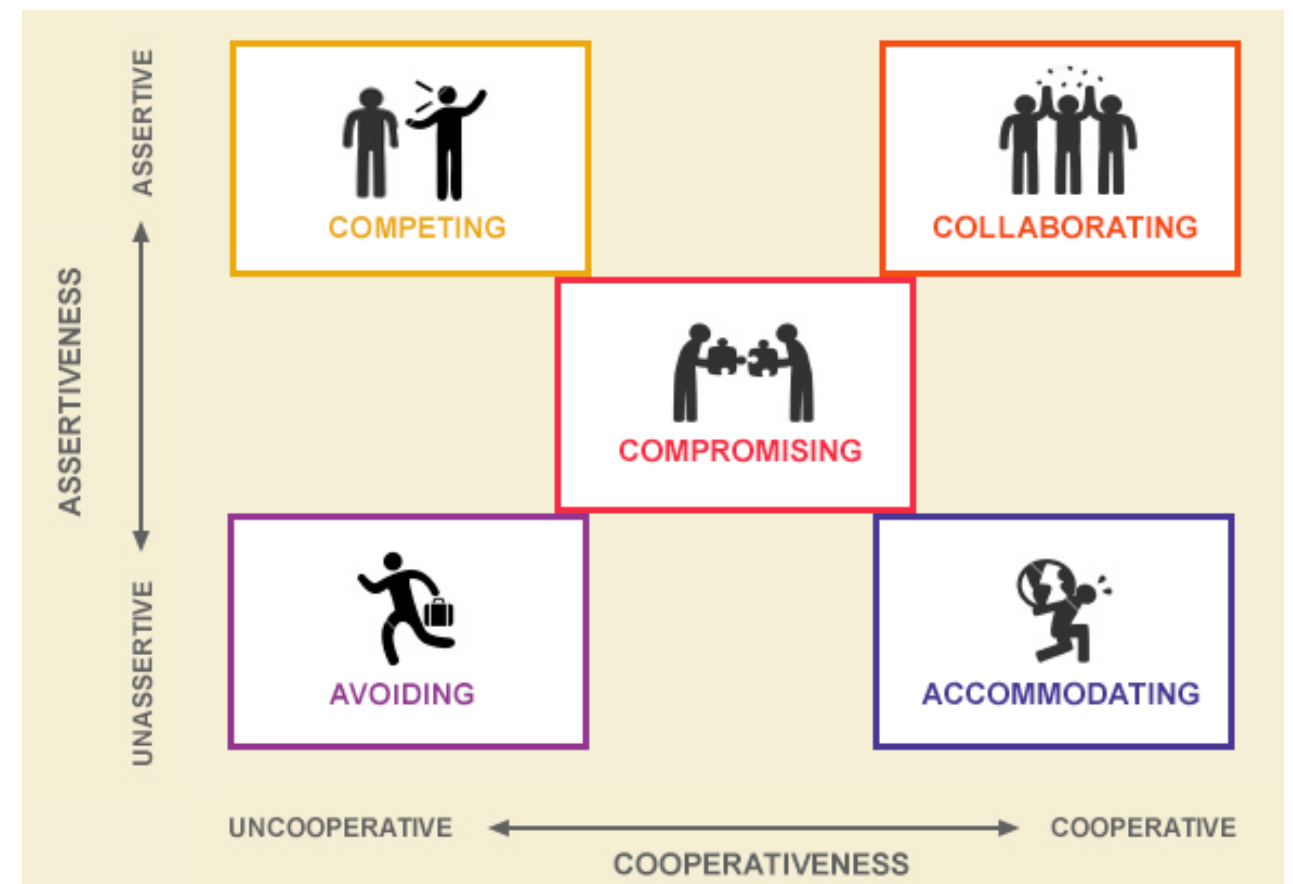 ASSERTIVE
COMPETING
COLLABORATING
ASSERTIVENESS
COMPROMISING
UNASSERTIVE
AVOIDING
ACCOMMODATING
UNCOOPERATIVE
COOPERATIVE
COOPERATIVENESS